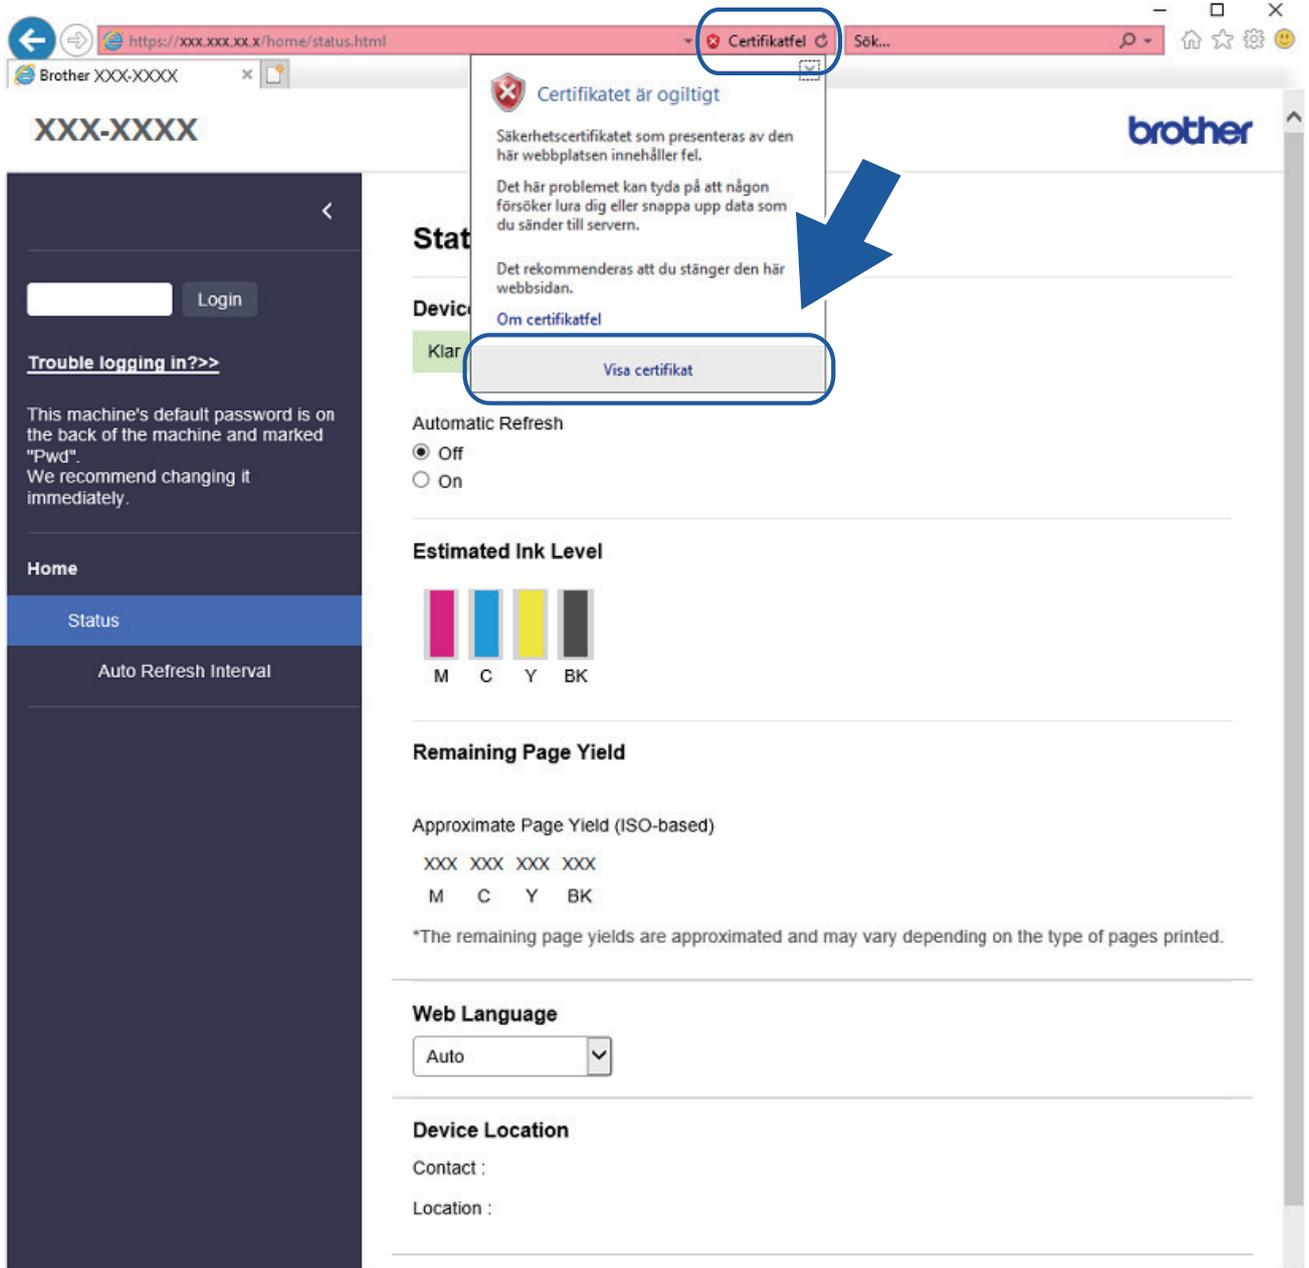 https://xxx.xxx.xx.x/home/status.html
Certifikatfel
Sök...
Brother XXX-XXXX
XXX-XXXX
brother
Certifikatet är ogiltigt
Säkerhetscertifikatet som presenteras av den
här webbplatsen innehåller fel.
Det här problemet kan tyda på att någon
försöker lura dig eller snappa upp data som
du sänder till servern.
Det rekommenderas att du stänger den här
webbsidan.
Om certifikatfel
Visa certifikat
Login
Trouble logging in?>>
This machine's default password is on
the back of the machine and marked
"Pwd".
We recommend changing it
immediately.
Home
Status
Auto Refresh Interval
Stat
Device
Klar
Automatic Refresh
Off
On
Estimated Ink Level
M C Y BK
Remaining Page Yield
Approximate Page Yield (ISO-based)
XXX XXX XXX XXX
M C Y BK
*The remaining page yields are approximated and may vary depending on the type of pages printed.
Web Language
Auto
Device Location
Contact :
Location :